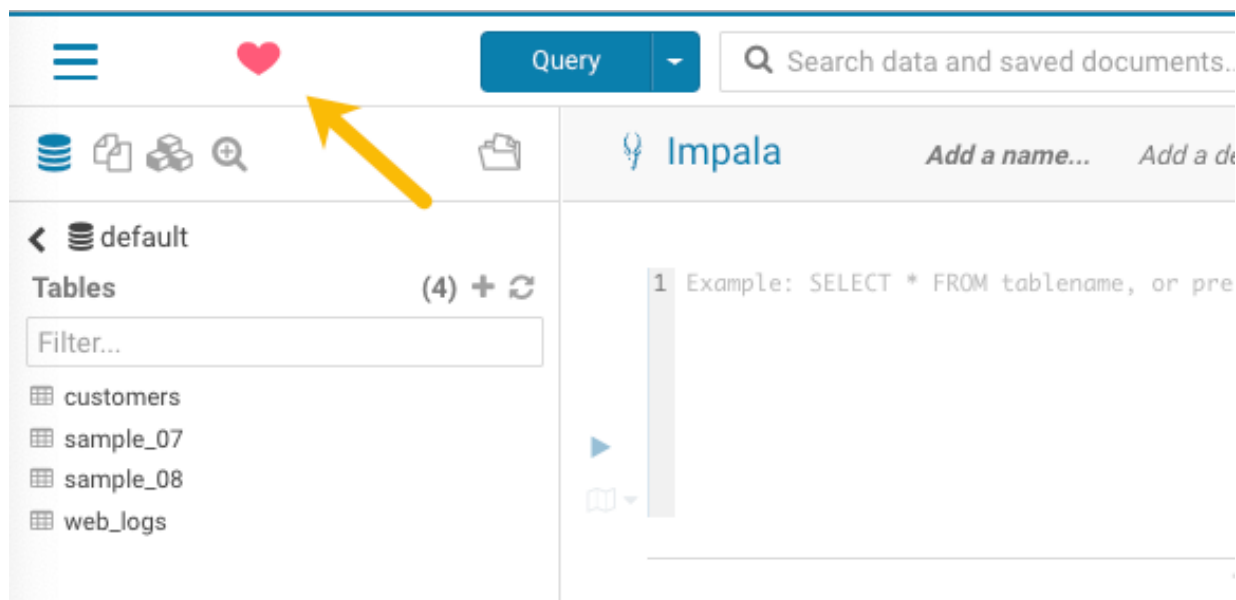 Query
Search data and saved documents..
Impala
Add a name...
Add a de
default
Tables
(4)
Filter...
customers
sample_07
sample_08
web_logs
1
Example: SELECT * FROM tablename, or pre